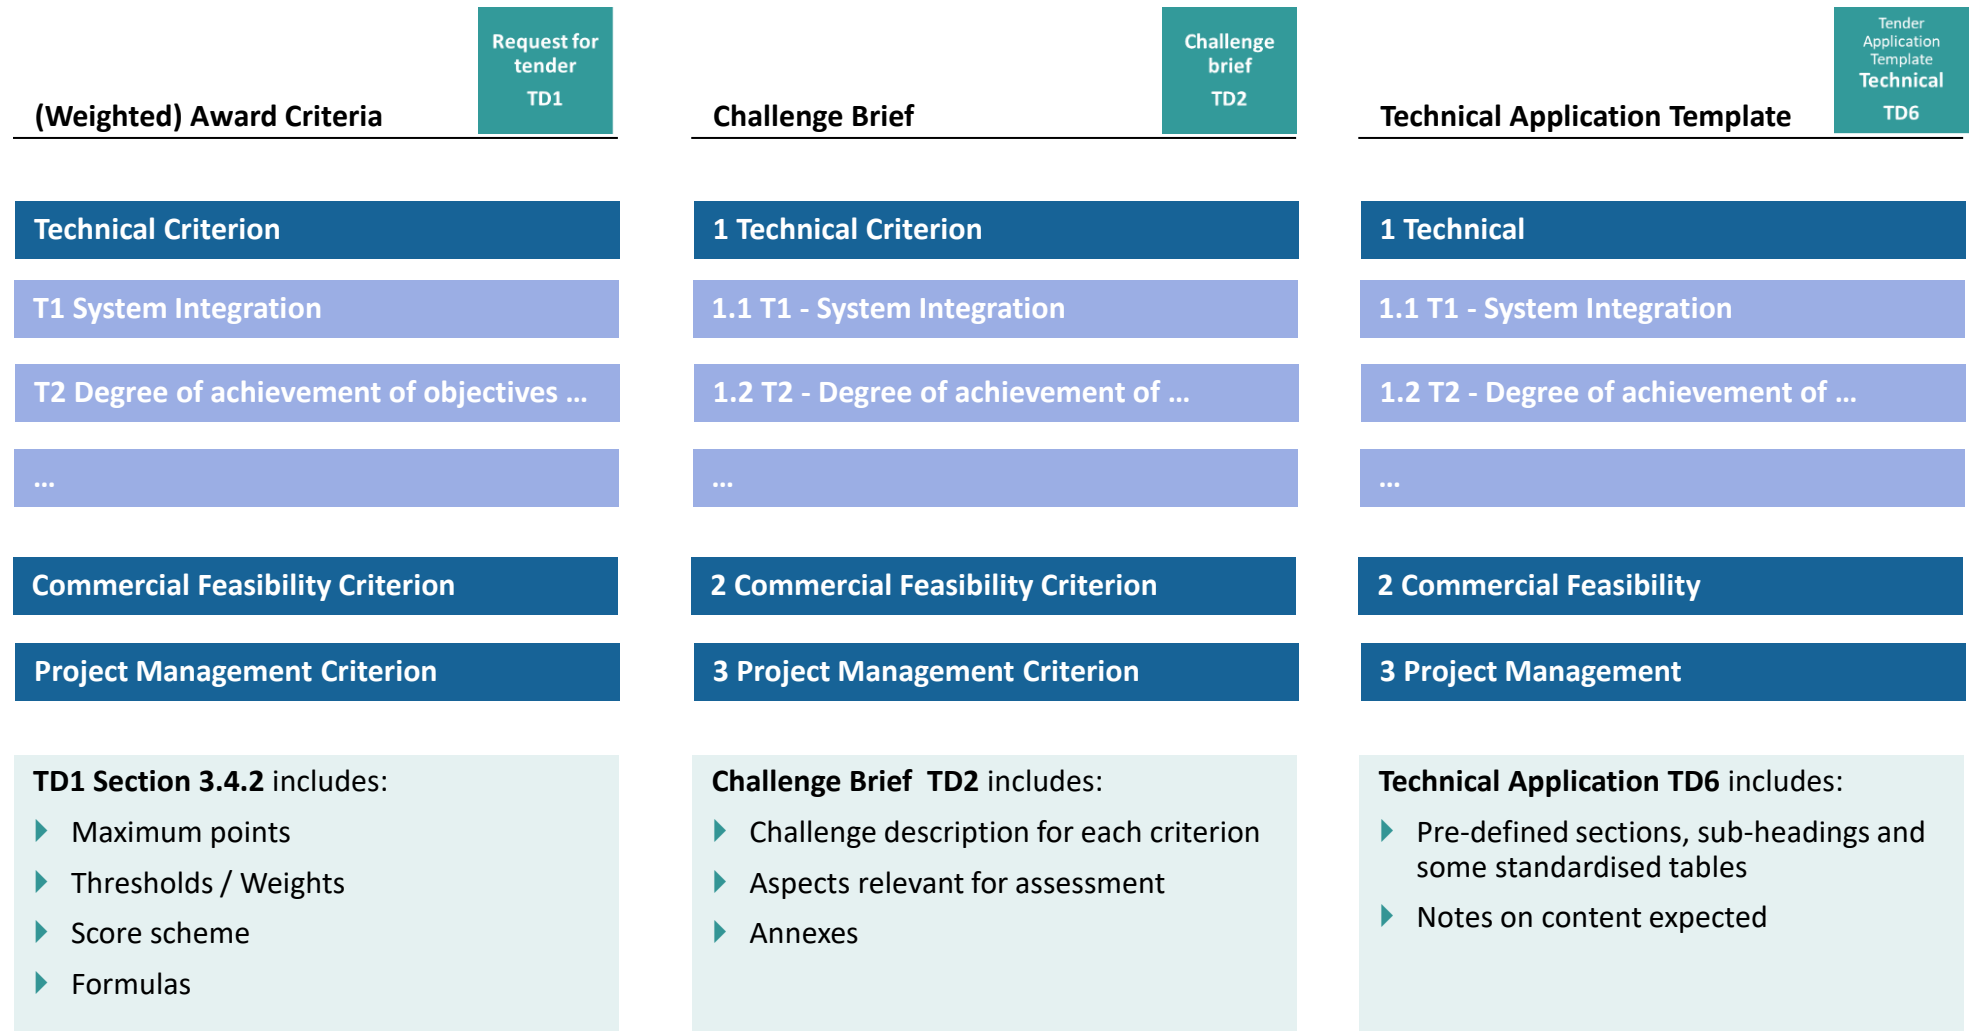 (Weighted) Award Criteria
Request for
tender
TD1
Technical Criterion
T1 System Integration
T2 Degree of achievement of objectives ...
...
Commercial Feasibility Criterion
Project Management Criterion
TD1 Section 3.4.2 includes:
Maximum points
Thresholds / Weights
Score scheme
Formulas
Challenge Brief
Challenge
brief
TD2
1 Technical Criterion
1.1 T1 - System Integration
1.2 T2 - Degree of achievement of ...
...
2 Commercial Feasibility Criterion
3 Project Management Criterion
Challenge Brief  TD2 includes:
Challenge description for each criterion
Aspects relevant for assessment
Annexes
Technical Application Template
Tender
Application
Template
Technical
TD6
1 Technical
1.1 T1 - System Integration
1.2 T2 - Degree of achievement of ...
...
2 Commercial Feasibility
3 Project Management
Technical Application TD6 includes:
Pre-defined sections, sub-headings and
some standardised tables
Notes on content expected